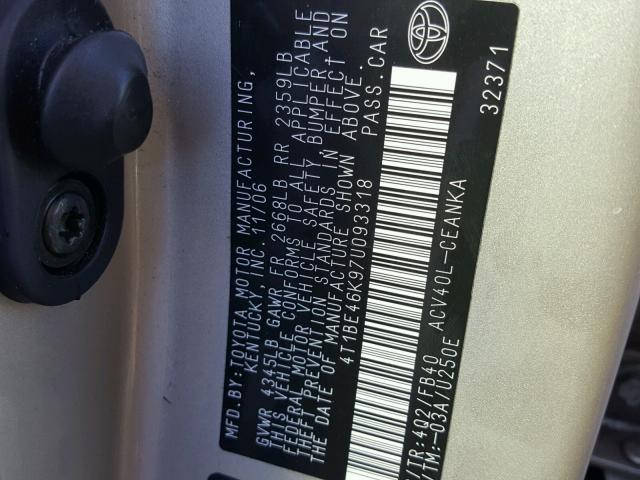 MFD. BY: TOYOTA MOTOR MANUFACTURING,
KENTUCKY, INC. 11/06
GVWR 4345LB GAWR FR 2668LB RR 2359LB
THIS VEHICLE CONFORMS TO ALL APPLICABLE
FEDERAL MOTOR VEHICLE SAFETY, BUMPER AND
THEFT PREVENTION STANDARDS IN EFFECT ON
THE DATE OF MANUFACTURE SHOWN ABOVE.
4T1BE46K97U093318 PASS. CAR
/TR: 4Q2/FB40 ACV40L-CEANKA
/TM:-03A/U250E
32371